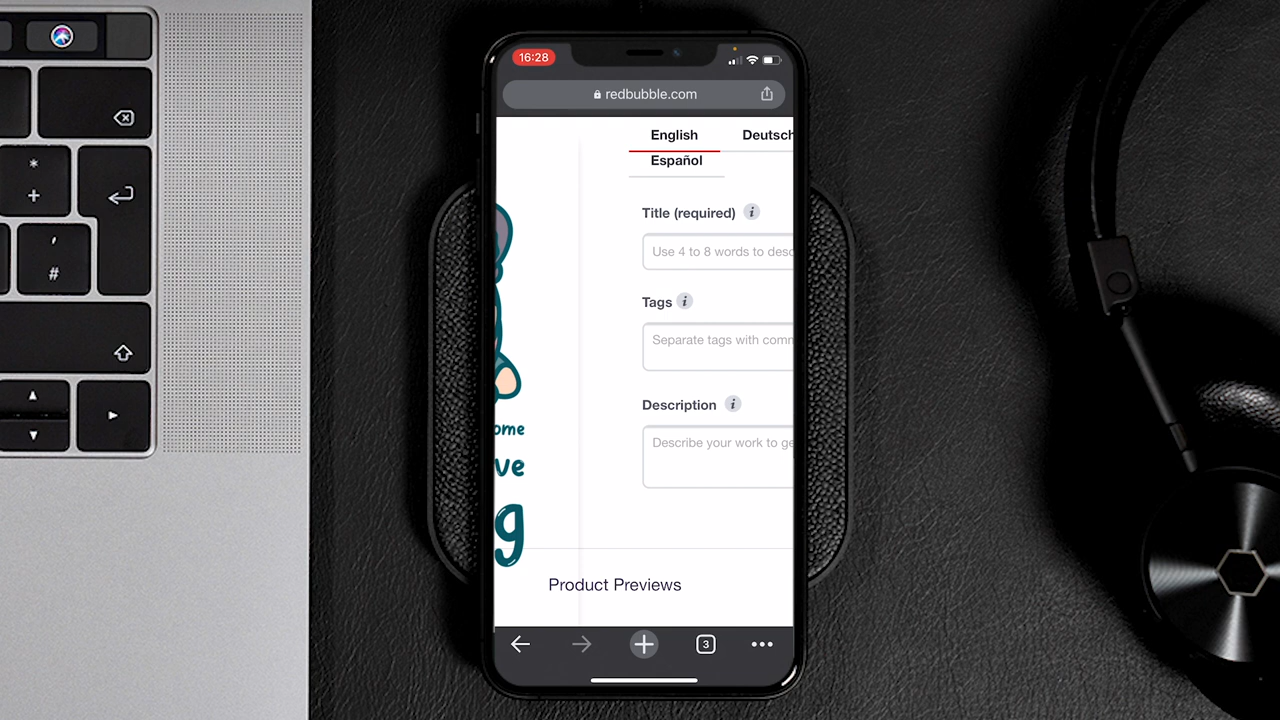 16:28
redbubble.com
English Deutsch
Español
Title (required)
Use 4 to 8 words to desc
Tags
Separate tags with comm
Description
Describe your work to ge
ome
ve
g
Product Previews
3
*
+
'
#